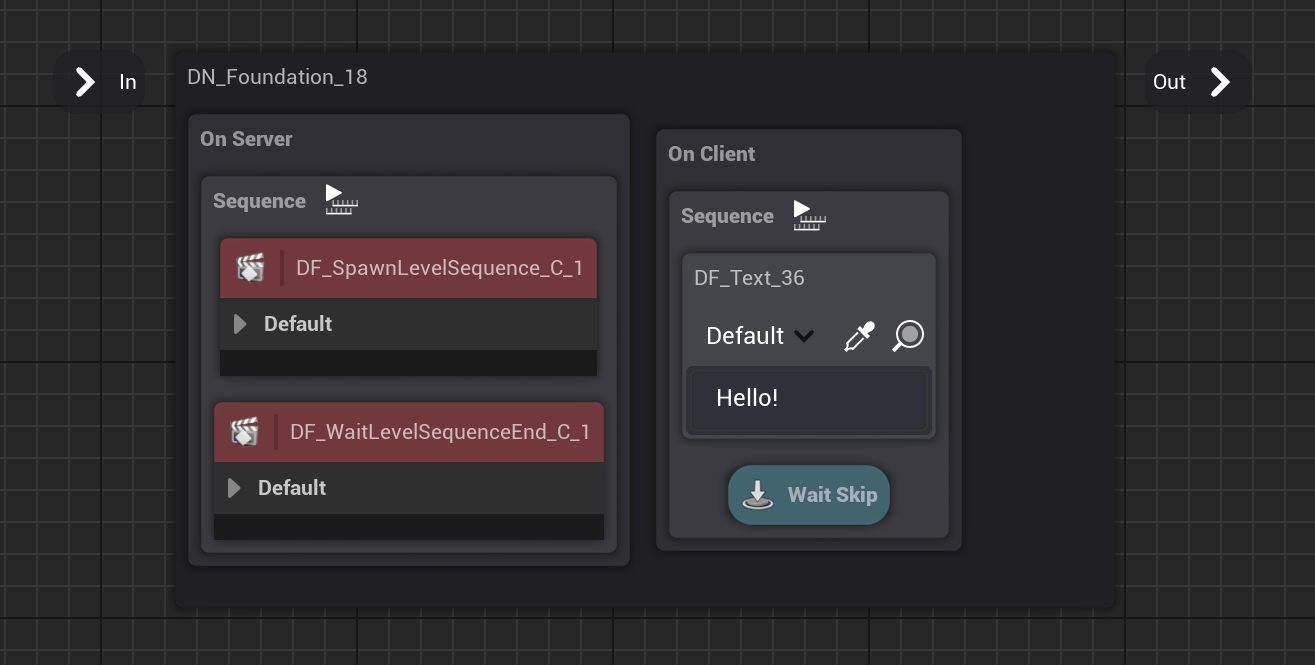 In
DN_Foundation_18
Out
On Server
Sequence
DF_SpawnLevelSequence_C_1
Default
DF_WaitLevelSequenceEnd_C_1
Default
On Client
Sequence
DF_Text_36
Default
Hello!
Wait Skip